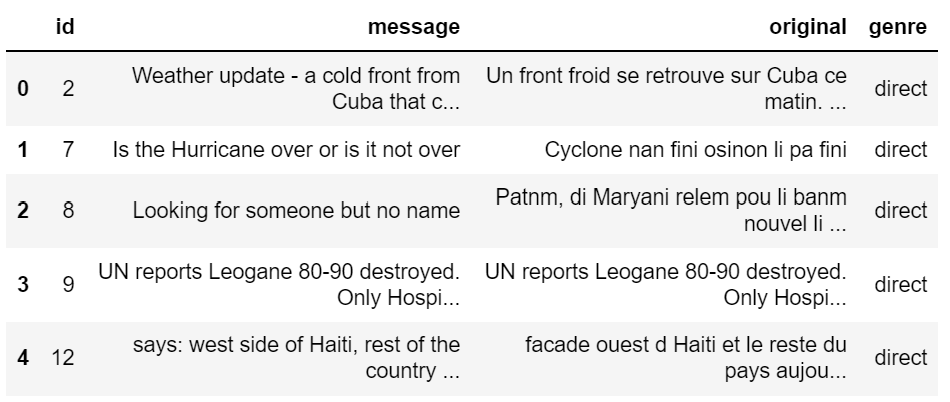 id message original genre
0 2 Weather update - a cold front from Cuba that c... Un front froid se retrouve sur Cuba ce matin. ... direct
1 7 Is the Hurricane over or is it not over Cyclone nan fini osinon li pa fini direct
2 8 Looking for someone but no name Patnm, di Maryani relem pou li banm nouvel li ... direct
3 9 UN reports Leogane 80-90 destroyed. Only Hospi... UN reports Leogane 80-90 destroyed. Only Hospi... direct
4 12 says: west side of Haiti, rest of the country ... facade ouest d Haiti et le reste du pays aujou... direct